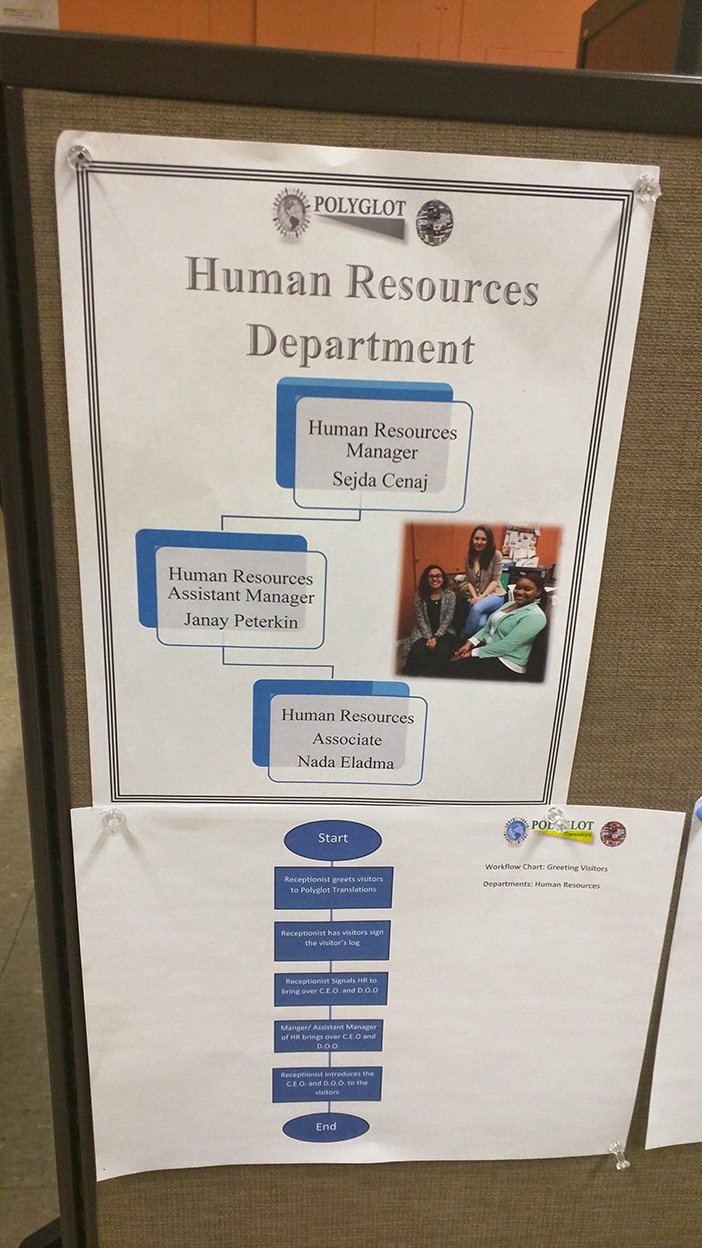 POLYGLOT
Human Resources
Department
Human Resources
Manager
Sejda Cenaj
Human Resources
Assistant Manager
Janay Peterkin
Human Resources
Associate
Nada Eladma
POLYGLOT
Translations
Workflow Chart: Greeting Visitors
Departments: Human Resources
Start
Receptionist greets visitors
to Polyglot Translations
Receptionist has visitors sign
the visitor's log
Receptionist Signals HR to
bring over C.E.O. and D.O.O
Manger/ Assistant Manager
of HR brings over C.E.O and
D.O.O.
Receptionist introduces the
C.E.O. and D.O.O. to the
visitors
End